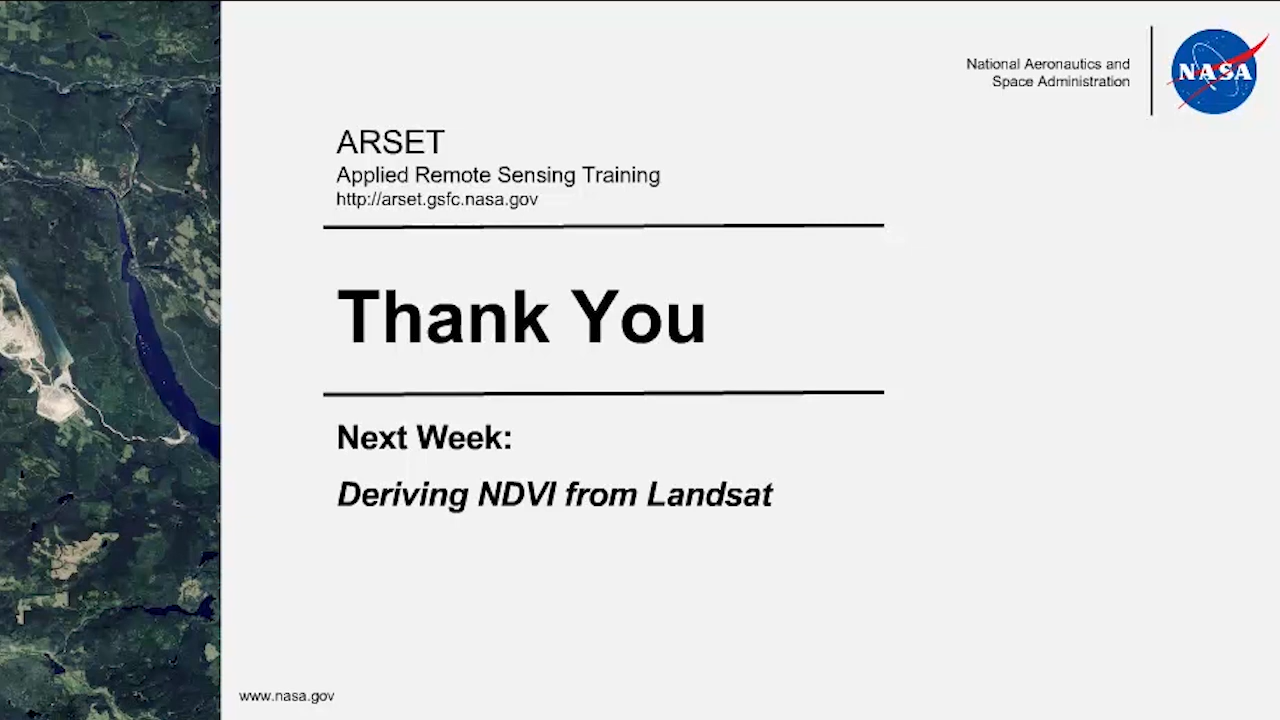 National Aeronautics and
Space Administration
NASA
ARSET
Applied Remote Sensing Training
http://arset.gsfc.nasa.gov
Thank You
Next Week:
Deriving NDVI from Landsat
www.nasa.gov